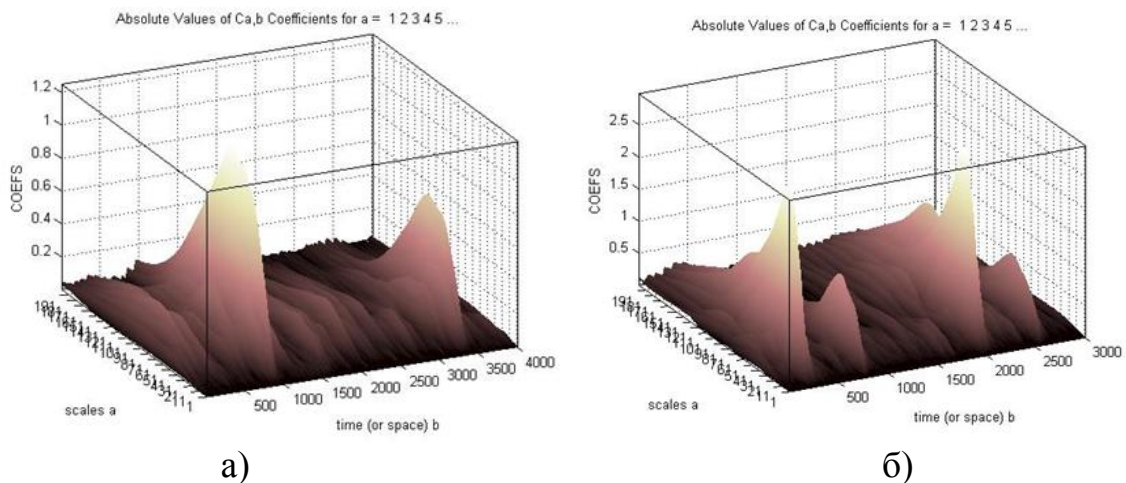 Absolute Values of Ca,b Coefficients for a = 1 2 3 4 5 ...
1.2
1
0.8
0.6
0.4
0.2
COEFS
scales a
1
500
1000
1500
2000
2500
3000
3500
4000
time (or space) b
а)
Absolute Values of Ca,b Coefficients for a = 1 2 3 4 5 ...
2.5
2
1.5
1
0.5
COEFS
scales a
1
500
1000
1500
2000
2500
3000
time (or space) b
б)